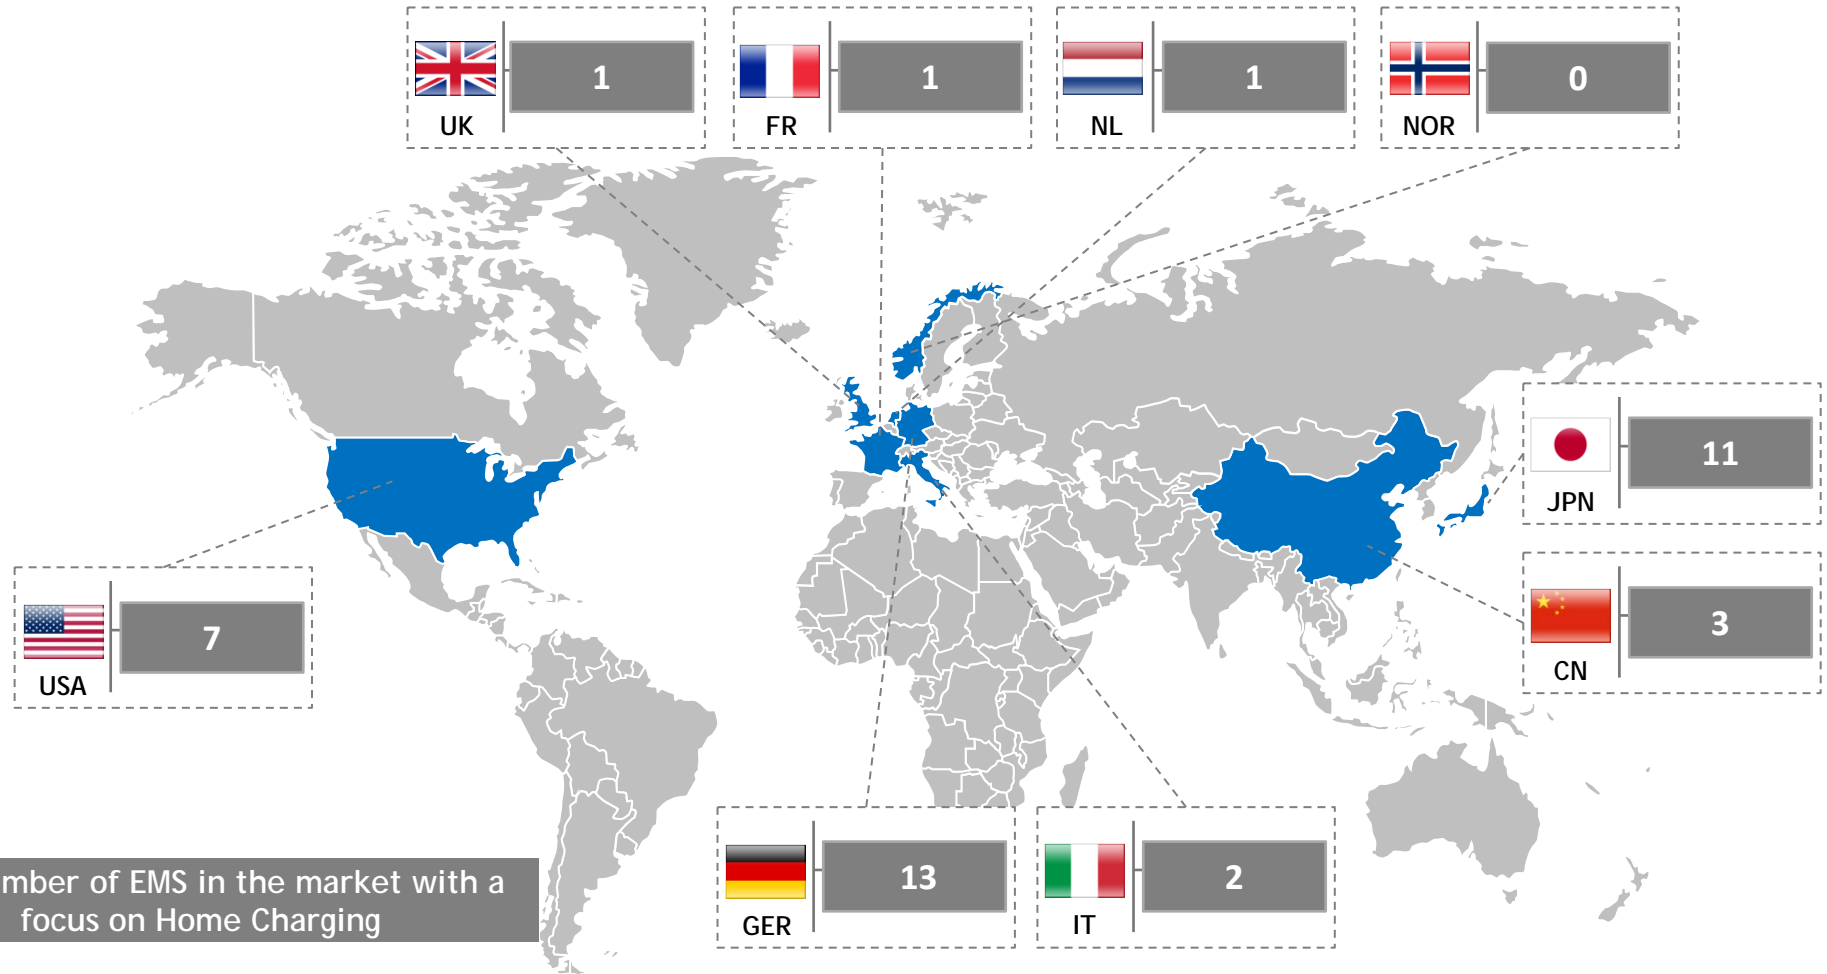 1
UK
1
FR
1
NL
0
NOR
11
JPN
7
USA
3
CN
13
GER
2
IT
mber of EMS in the market with a
focus on Home Charging